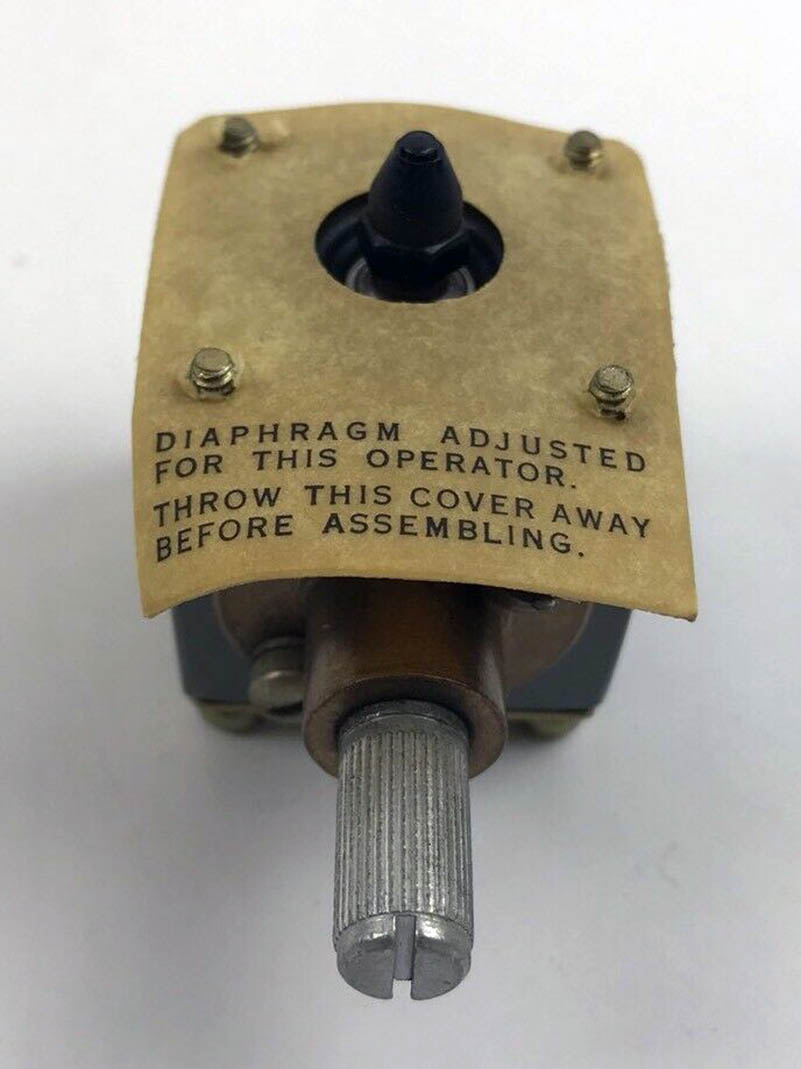 DIAPHRAGM ADJUSTED
FOR THIS OPERATOR.
THROW THIS COVER AWAY
BEFORE ASSEMBLING.